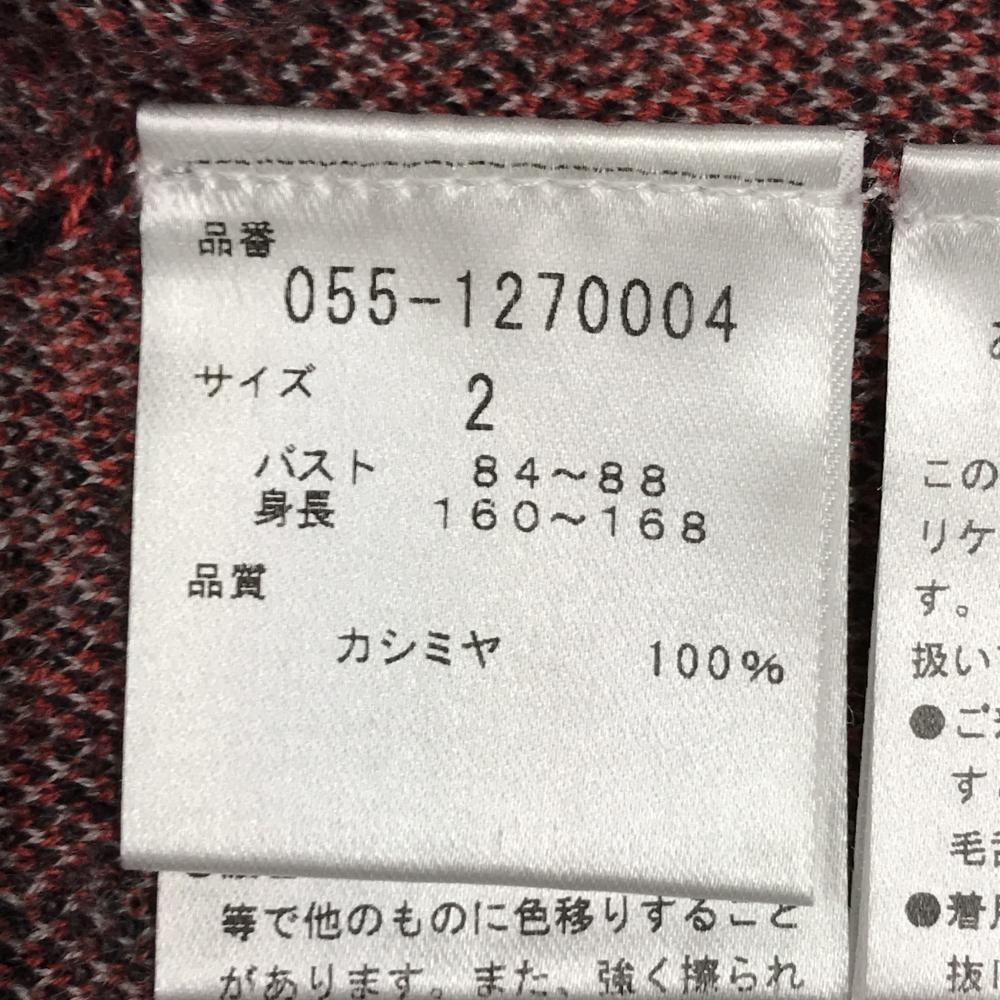 品番
055-1270004
サイズ 2
バスト 84〜88
身長 160〜168
品質
カシミヤ 100%
等で他のものに色移りすること
があります。また、強く擦られ
この
リケ
す。
扱い
●ご
す
毛
●着
抜